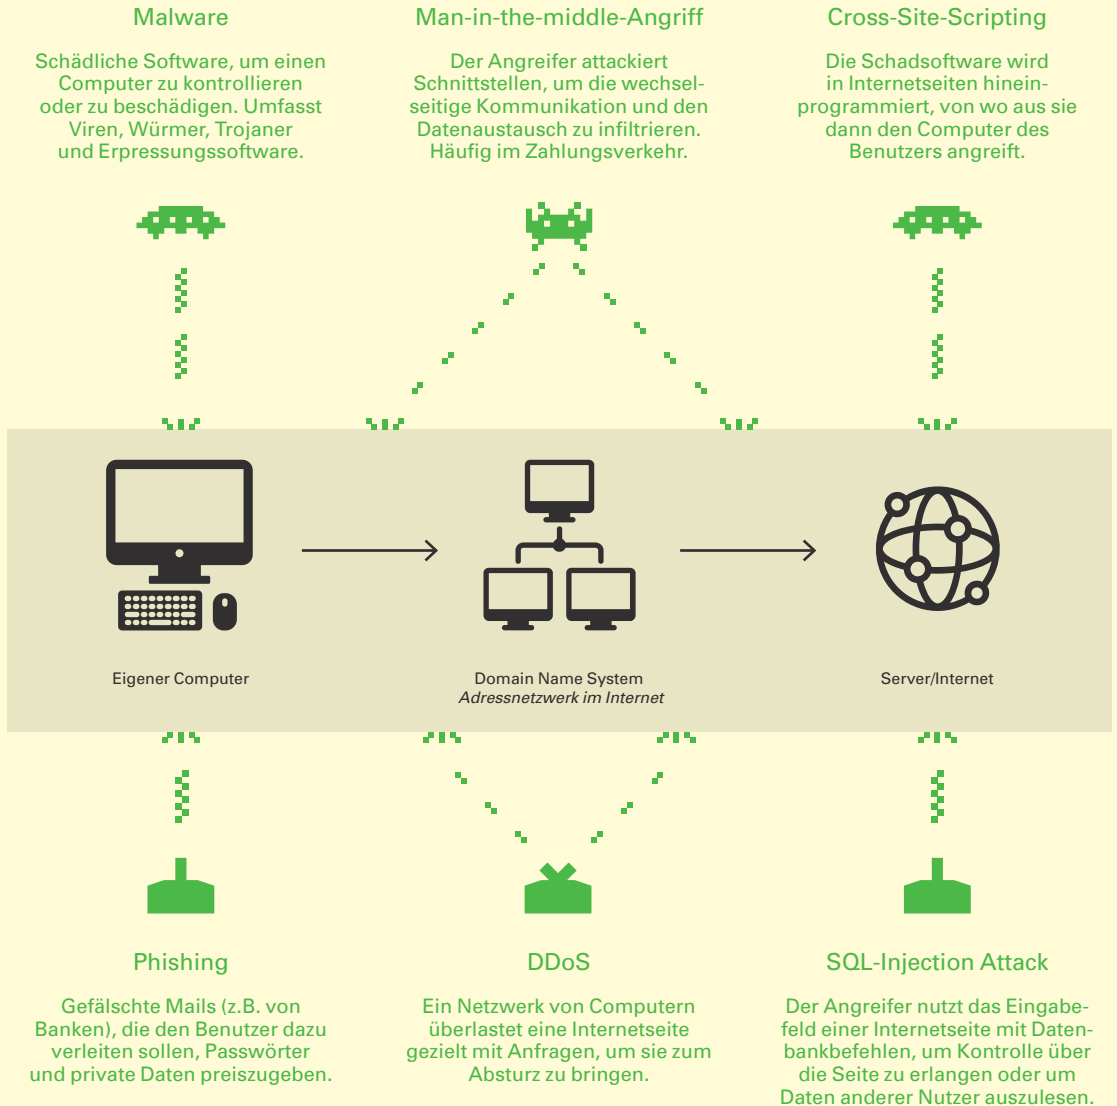 Malware
Schädliche Software, um einen
Computer zu kontrollieren
oder zu beschädigen. Umfasst
Viren, Würmer, Trojaner
und Erpressungssoftware.
Man-in-the-middle-Angriff
Der Angreifer attackiert
Schnittstellen, um die wechsel-
seitige Kommunikation und den
Datenaustausch zu infiltrieren.
Häufig im Zahlungsverkehr.
Cross-Site-Scripting
Die Schadsoftware wird
in Internetseiten hinein-
programmiert, von wo aus sie
dann den Computer des
Benutzers angreift.
Eigener Computer
Domain Name System
Adressnetzwerk im Internet
Server/Internet
Phishing
Gefälschte Mails (z.B. von
Banken), die den Benutzer dazu
verleiten sollen, Passwörter
und private Daten preiszugeben.
DDoS
Ein Netzwerk von Computern
überlastet eine Internetseite
gezielt mit Anfragen, um sie zum
Absturz zu bringen.
SQL-Injection Attack
Der Angreifer nutzt das Eingabe-
feld einer Internetseite mit Daten-
bankbefehlen, um Kontrolle über
die Seite zu erlangen oder um
Daten anderer Nutzer auszulesen.